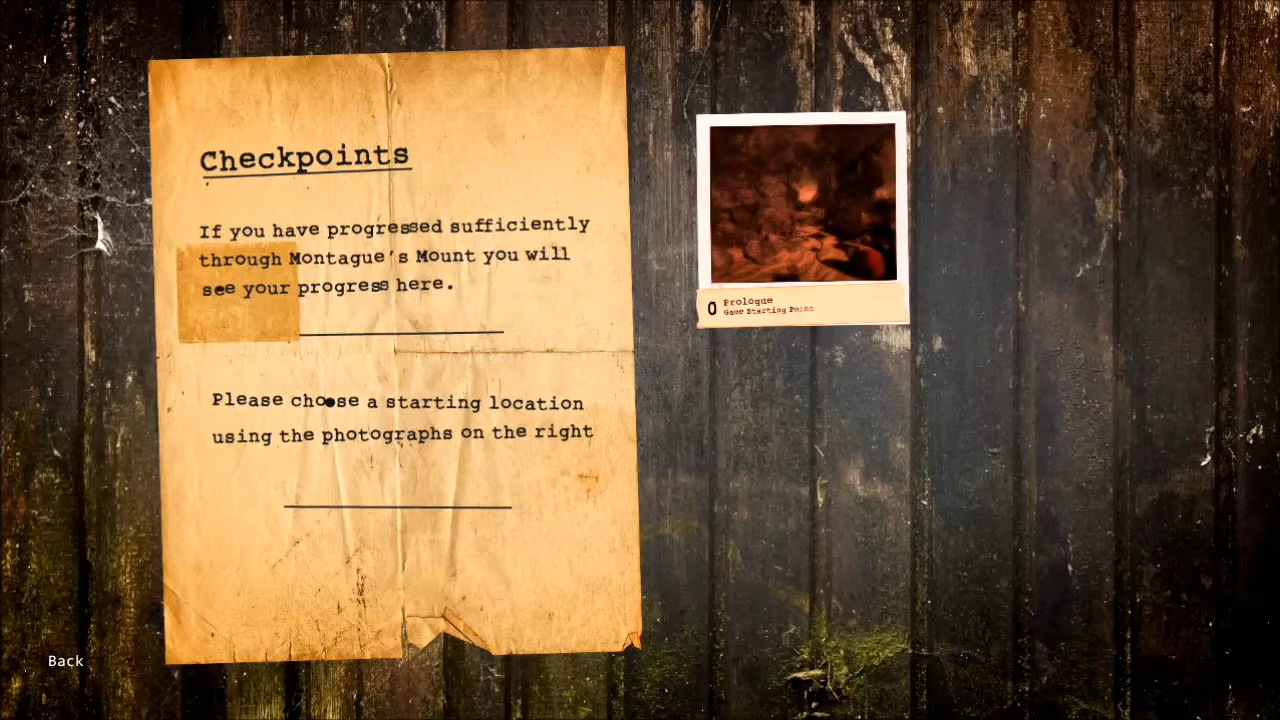 Checkpoints
If you have progressed sufficiently
through Montague's Mount you will
see your progress here.
Please choose a starting location
using the photographs on the right
0 Prologue
Game Starting Point
Back